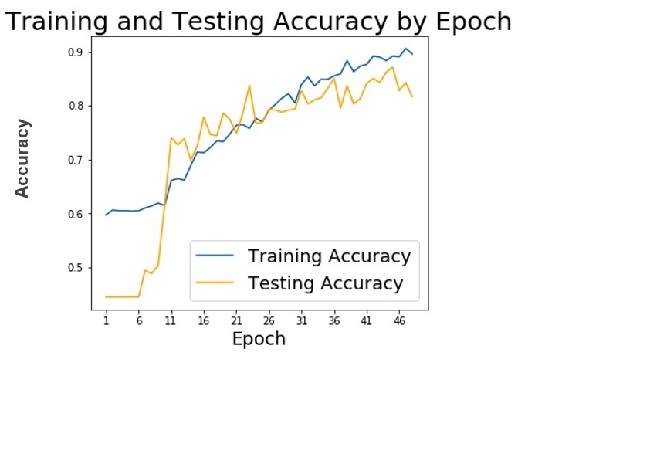 Training and Testing Accuracy by Epoch
Accuracy
0.9
0.8
0.7
0.6
0.5
Training Accuracy
Testing Accuracy
1 6 11 16 21 26 31 36 41 46
Epoch